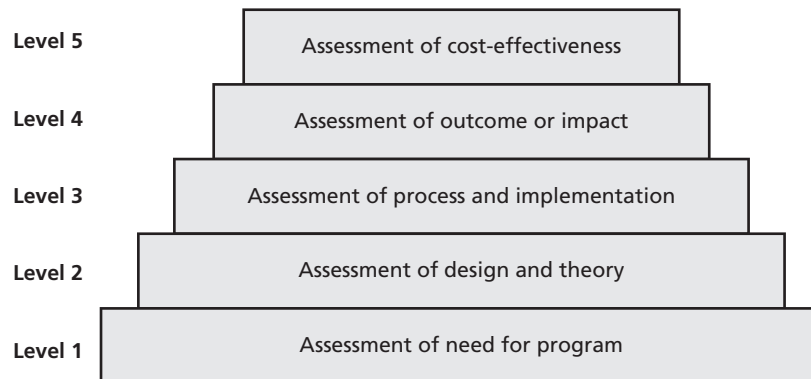 Level 5 Assessment of cost-effectiveness
Level 4 Assessment of outcome or impact
Level 3 Assessment of process and implementation
Level 2 Assessment of design and theory
Level 1 Assessment of need for program